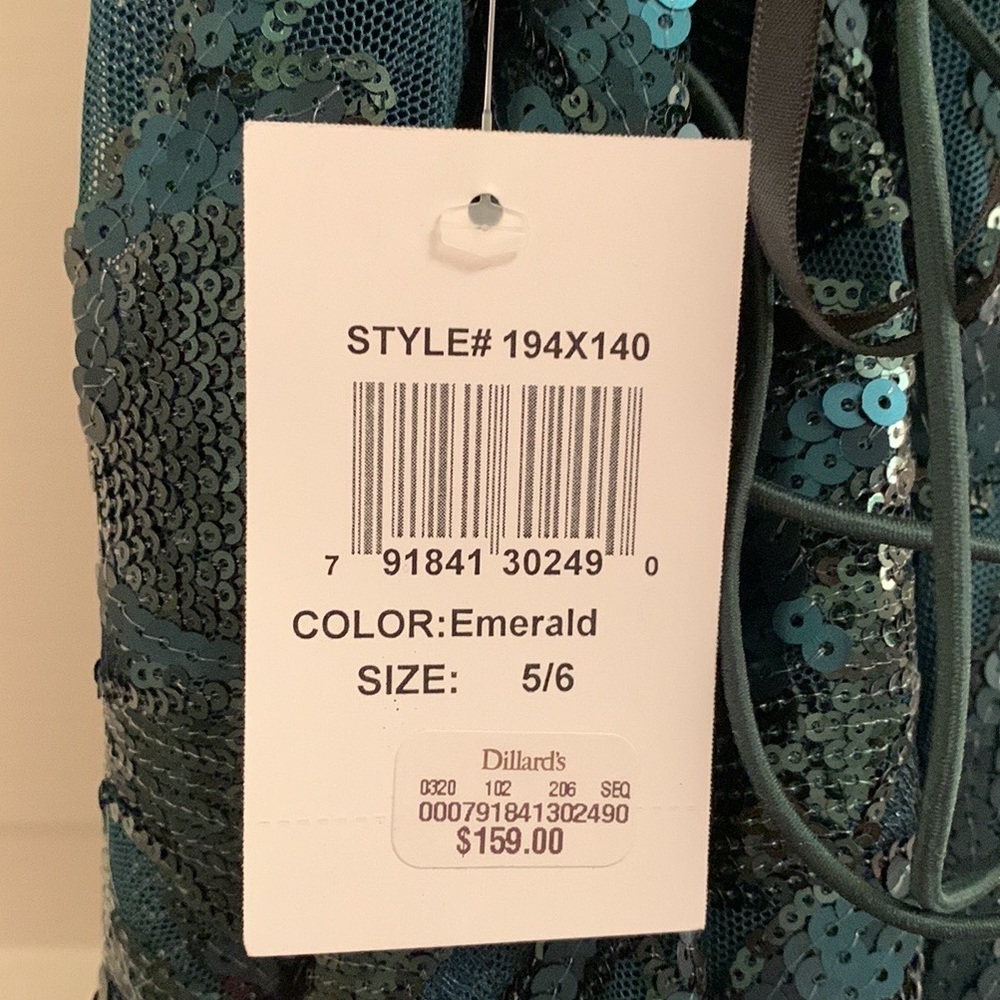 STYLE# 194X140
7 91841 30249 0
COLOR:Emerald
SIZE: 5/6
Dillard's
0320 102 206 SEQ
000791841302490
$159.00